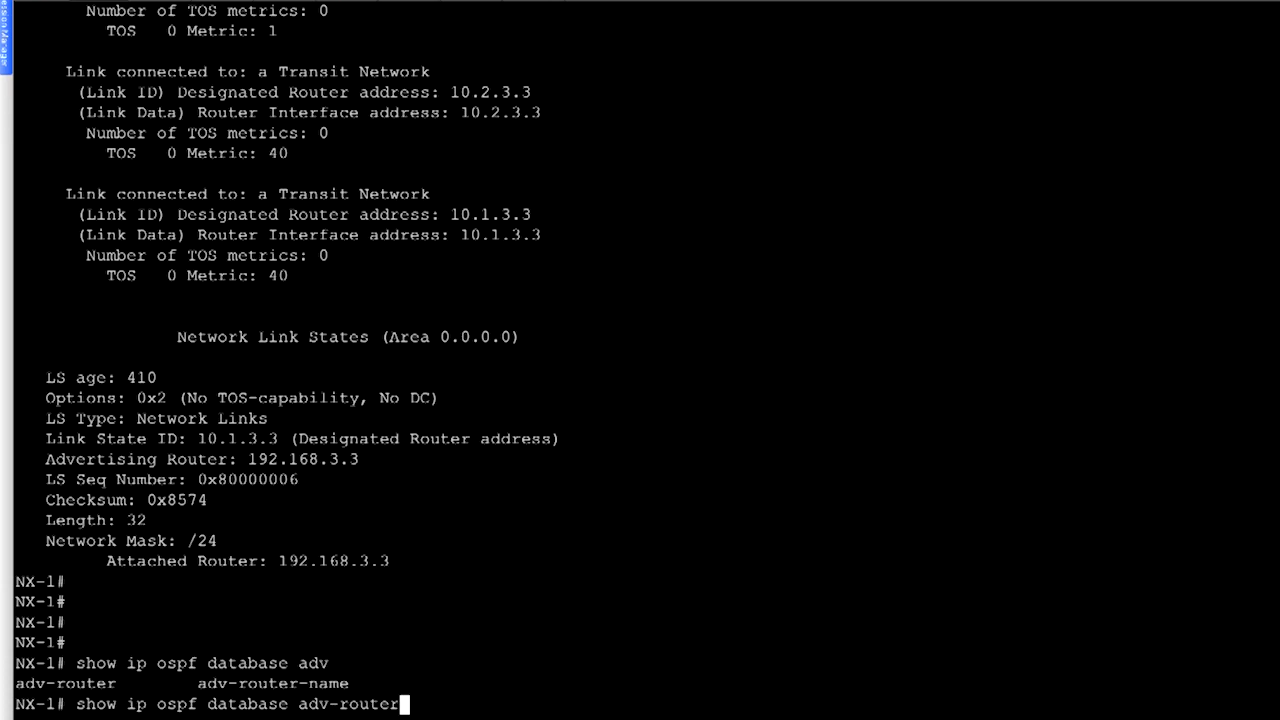 Number of TOS metrics: 0
TOS 0 Metric: 1
Link connected to: a Transit Network
(Link ID) Designated Router address: 10.2.3.3
(Link Data) Router Interface address: 10.2.3.3
Number of TOS metrics: 0
TOS 0 Metric: 40
Link connected to: a Transit Network
(Link ID) Designated Router address: 10.1.3.3
(Link Data) Router Interface address: 10.1.3.3
Number of TOS metrics: 0
TOS 0 Metric: 40
Network Link States (Area 0.0.0.0)
LS age: 410
Options: 0x2 (No TOS-capability, No DC)
LS Type: Network Links
Link State ID: 10.1.3.3 (Designated Router address)
Advertising Router: 192.168.3.3
LS Seq Number: 0x80000006
Checksum: 0x8574
Length: 32
Network Mask: /24
Attached Router: 192.168.3.3
NX-1#
NX-1#
NX-1#
NX-1#
NX-1# show ip ospf database adv
adv-router adv-router-name
NX-1# show ip ospf database adv-router